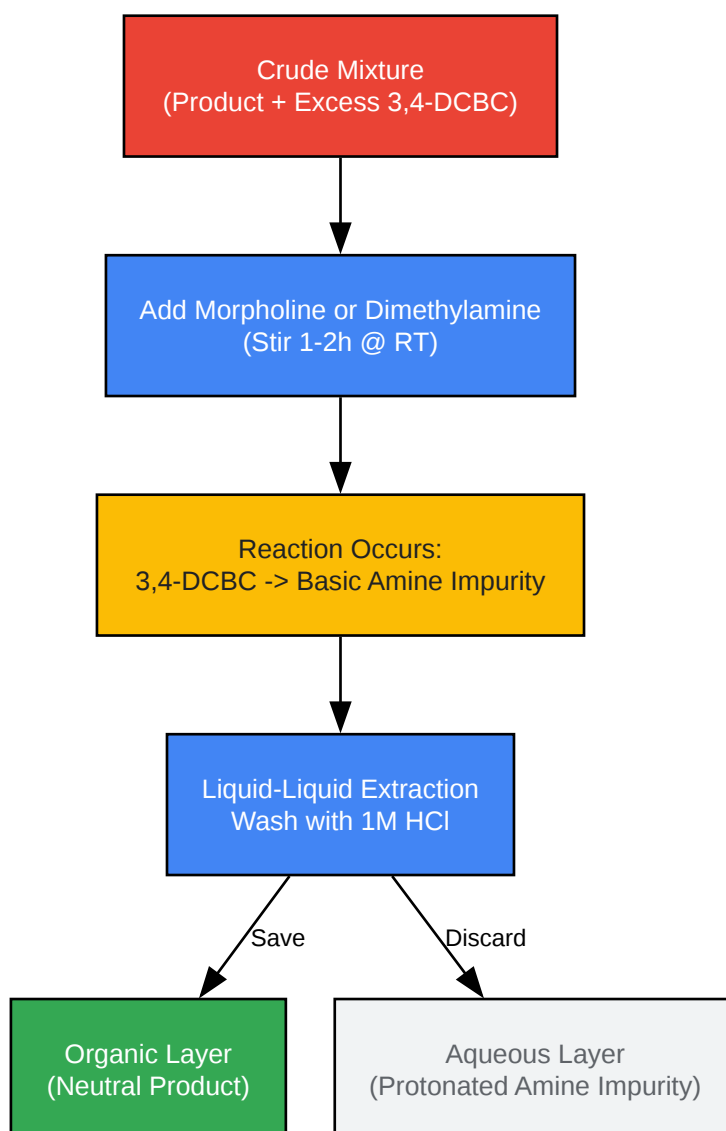 Crude Mixture
(Product + Excess 3,4-DCBC)
Add Morpholine or Dimethylamine
(Stir 1-2h @ RT)
Reaction Occurs:
3,4-DCBC -> Basic Amine Impurity
Liquid-Liquid Extraction
Wash with 1M HCl
Save
Discard
Organic Layer
(Neutral Product)
Aqueous Layer
(Protonated Amine Impurity)